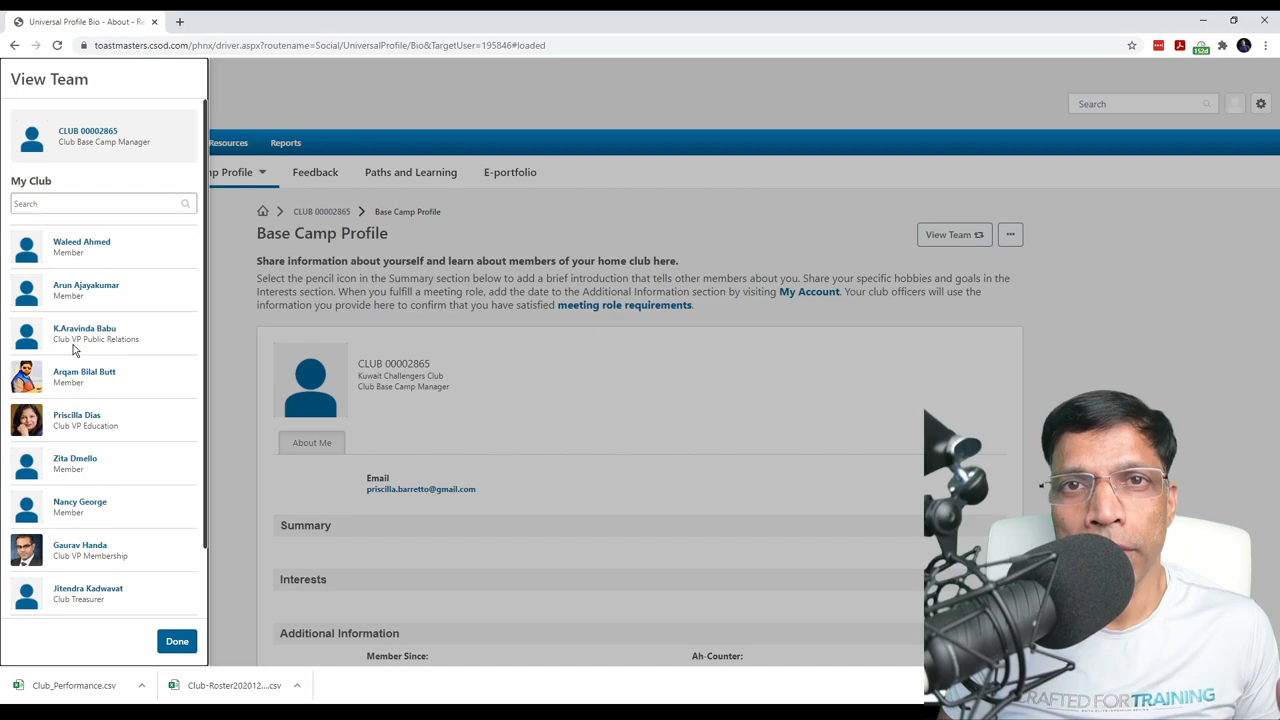 Universal Profile Bio - About - Re
toastmasters.csod.com/phnx/driver.aspx?routename=Social/UniversalProfile/Bio&TargetUser=195846#loaded
152d
View Team
CLUB 00002865
Club Base Camp Manager
My Club
Search
Waleed Ahmed
Member
Arun Ajayakumar
Member
K.Aravinda Babu
Club VP Public Relations
Arqam Bilal Butt
Member
Priscilla Dias
Club VP Education
Zita Dmello
Member
Nancy George
Member
Gaurav Handa
Club VP Membership
Jitendra Kadwavat
Club Treasurer
Done
Search
Resources
Reports
mp Profile
Feedback
Paths and Learning
E-portfolio
CLUB 00002865
Base Camp Profile
Base Camp Profile
View Team
Share information about yourself and learn about members of your home club here.
Select the pencil icon in the Summary section below to add a brief introduction that tells other members about you. Share your specific hobbies and goals in the
Interests section. When you fulfill a meeting role, add the date to the Additional Information section by visiting My Account. Your club officers will use the
information you provide here to confirm that you have satisfied meeting role requirements.
CLUB 00002865
Kuwait Challengers Club
Club Base Camp Manager
About Me
Email
priscilla.barretto@gmail.com
Summary
Interests
Additional Information
Member Since:
Ah-Counter:
Club_Performance.csv
Club-Roster202012....csv
CRAFTED FOR TRAINING